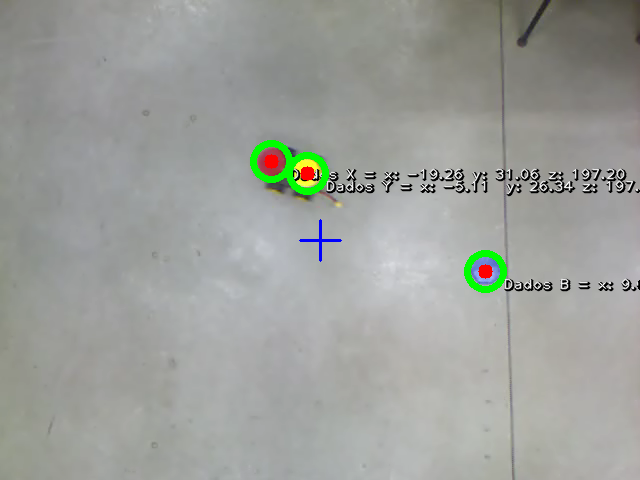 Dados X = x: -19.26 y: 31.06 z: 197.20
Dados Y = x: -5.11 y: 26.34 z: 197.
Dados B = x: 9.